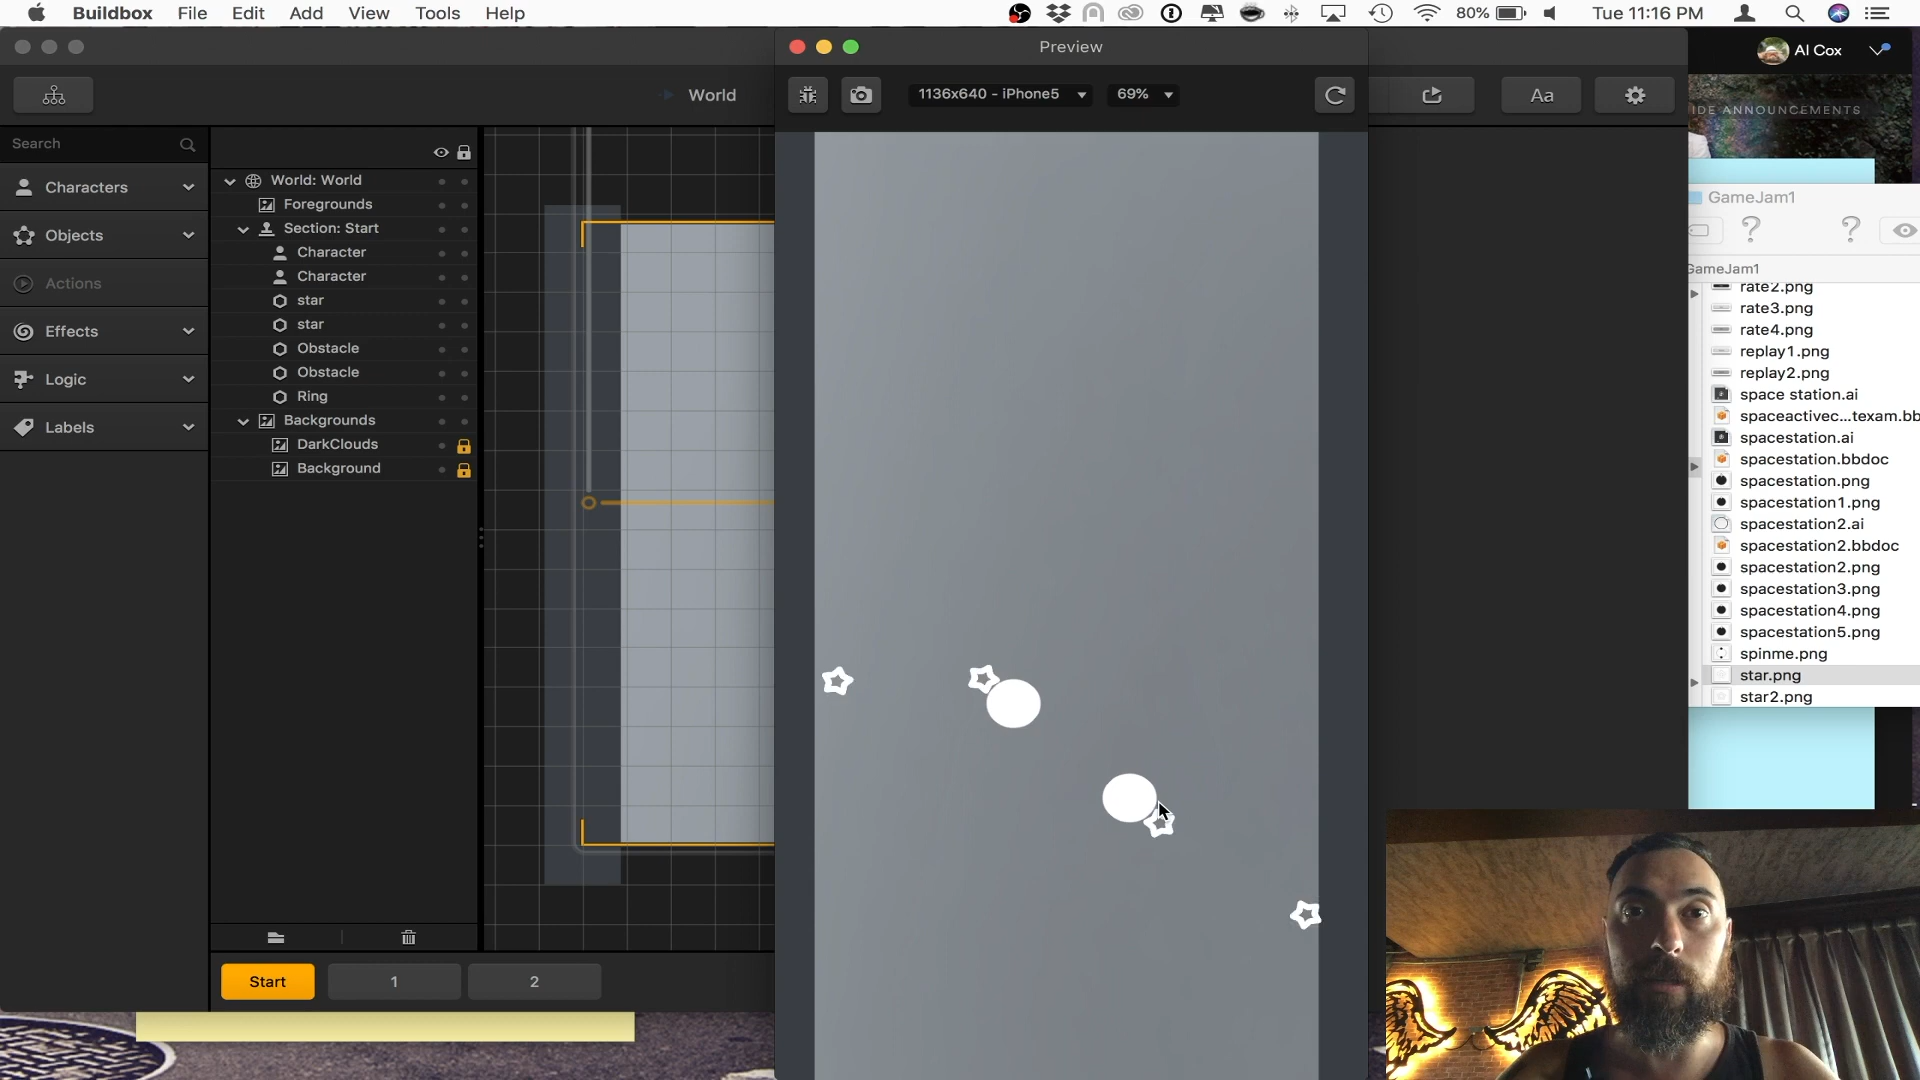 Buildbox File Edit Add View Tools Help
80% Tue 11:16 PM
Preview
Al Cox
World
1136x640 - iPhone5 69%
Aa
IDE ANNOUNCEMENTS
Search
Characters
Objects
Actions
Effects
Logic
Labels
World: World
Foregrounds
Section: Start
Character
Character
star
star
Obstacle
Obstacle
Ring
Backgrounds
DarkClouds
Background
Start 1 2
GameJam1
GameJam1
rate2.png
rate3.png
rate4.png
replay1.png
replay2.png
space station.ai
spaceactivec...texam.bb
spacestation.ai
spacestation.bbdoc
spacestation.png
spacestation1.png
spacestation2.ai
spacestation2.bbdoc
spacestation2.png
spacestation3.png
spacestation4.png
spacestation5.png
spinme.png
star.png
star2.png